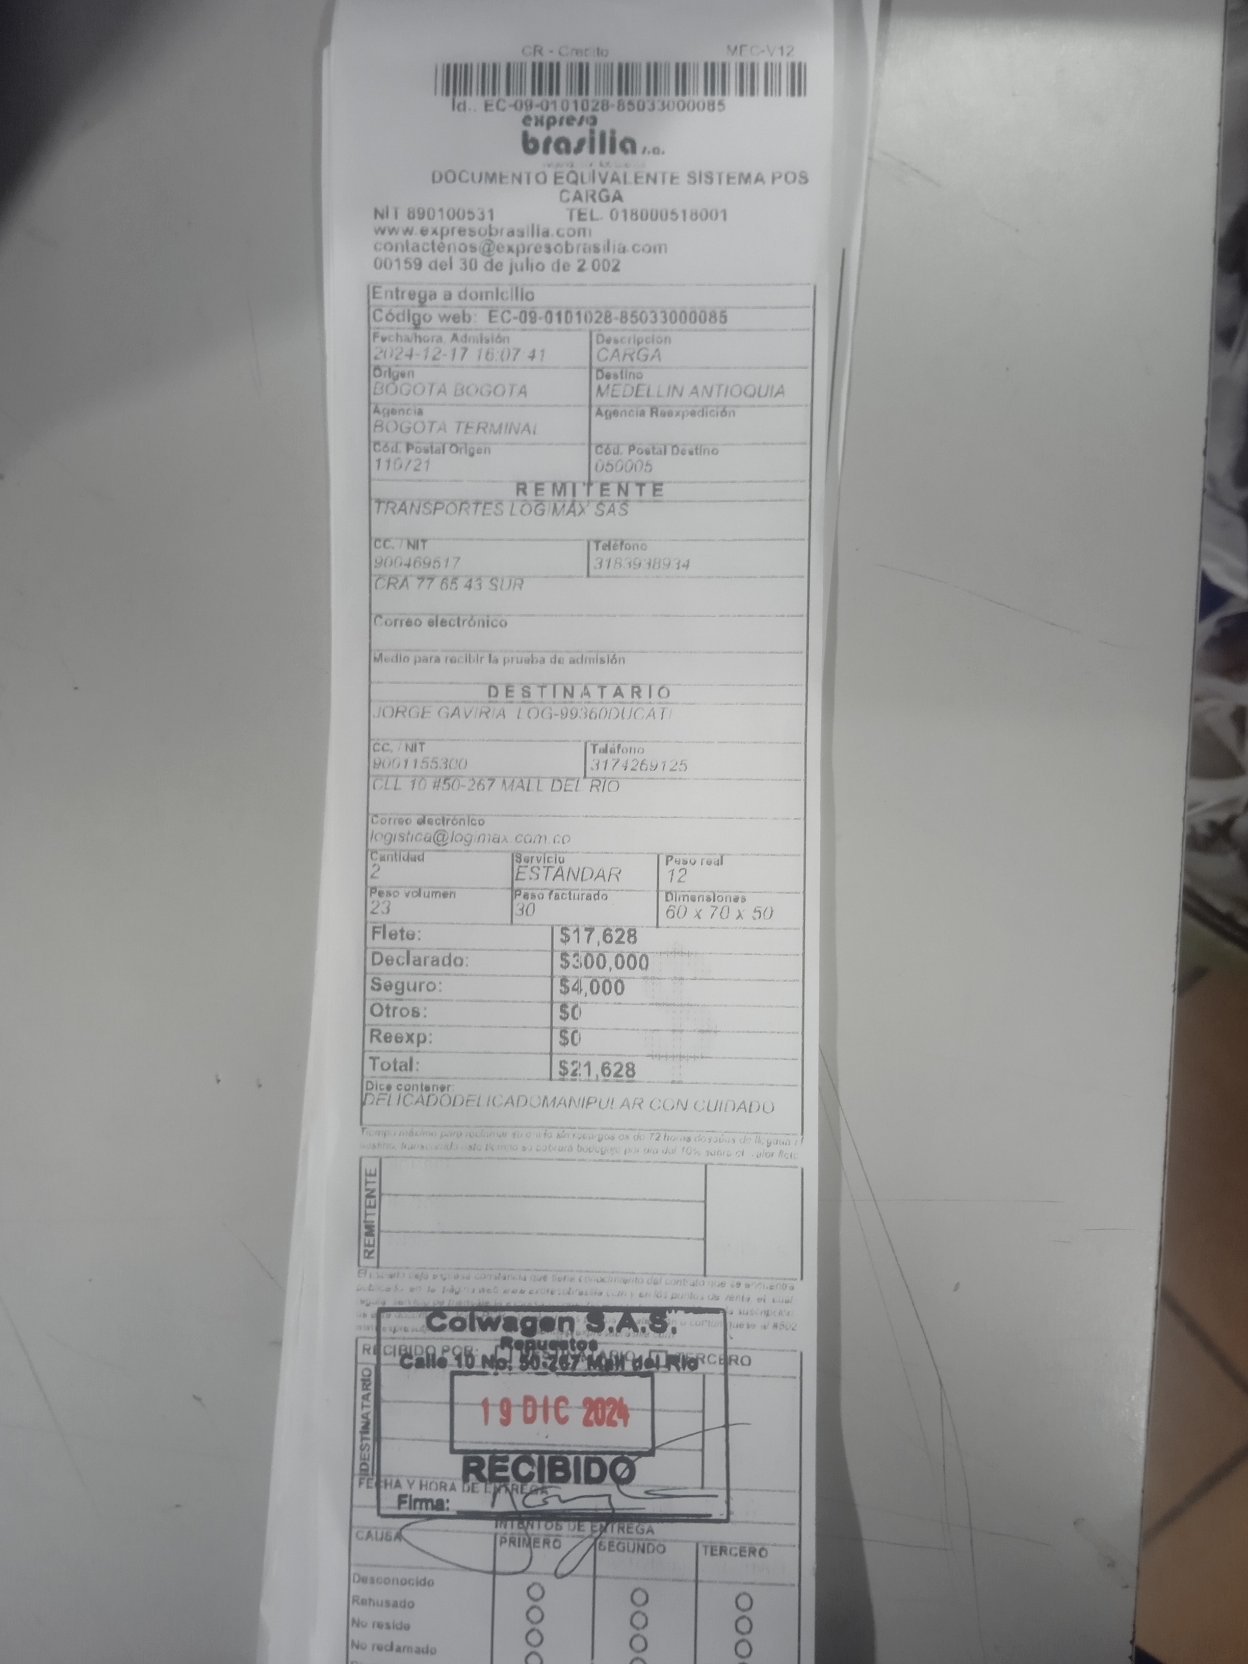 CR - Credito MFC-V12
Id.. EC-09-0101028-85033000085
expreso
brasilia s.a.
DOCUMENTO EQUIVALENTE SISTEMA POS
CARGA
NIT 890100531 TEL. 018000518001
www.expresobrasilia.com
contactenos@expresobrasilia.com
00159 del 30 de julio de 2 002
Entrega a domicilio
Código web: EC-09-0101028-85033000085
Fecha/hora, Admisión Descripción
2024-12-17 16:07 41 CARGA
Origen Destino
BOGOTA BOGOTA MEDELLIN ANTIOQUIA
Agencia Agencia Reexpedición
BOGOTA TERMINAL
Cód. Postal Origen Cód. Postal Destino
110721 050005
REMITENTE
TRANSPORTES LOGIMAX SAS
CC. / NIT Teléfono
900469517 3183938934
CRA 77 65 43 SUR
Correo electrónico
Medio para recibir la prueba de admisión
DESTINATARIO
JORGE GAVIRIA LOG-99360DUCATI
CC. / NIT Teléfono
9001155300 3174269125
CLL 10 #50-267 MALL DEL RIO
Correo electrónico
logistica@logimax.com.co
Cantidad Servicio Peso real
2 ESTANDAR 12
Peso volumen Peso facturado Dimensiones
23 30 60 x 70 x 50
Flete: $17,628
Declarado: $300,000
Seguro: $4,000
Otros: $0
Reexp: $0
Total: $21,628
Dice contener:
DELICADODELICADOMANIPULAR CON CUIDADO
REMITENTE
Colwagen S.A.S.
Repuestos
RECIBIDO POR: TERCERO
Calle 10 No. 50-267 Mall del Rio
DESTINATARIO
19 DIC 2024
RECIBIDO
FECHA Y HORA DE ENTREGA
Firma:
INTENTOS DE ENTREGA
CAUSA PRIMERO SEGUNDO TERCERO
Desconocido
Rehusado
No reside
No reclamado